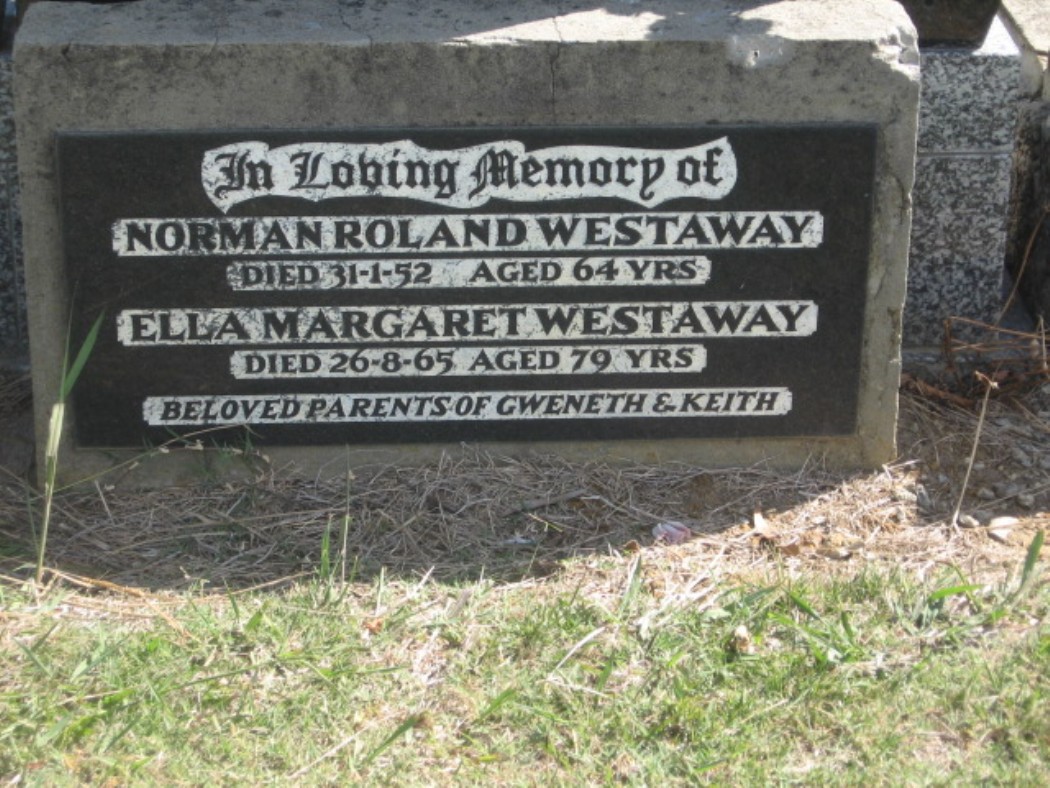 In Loving Memory of
NORMAN ROLAND WESTAWAY
DIED 31-1-52 AGED 64 YRS
ELLA MARGARET WESTAWAY
DIED 26-8-65 AGED 79 YRS
BELOVED PARENTS OF GWENETH & KEITH